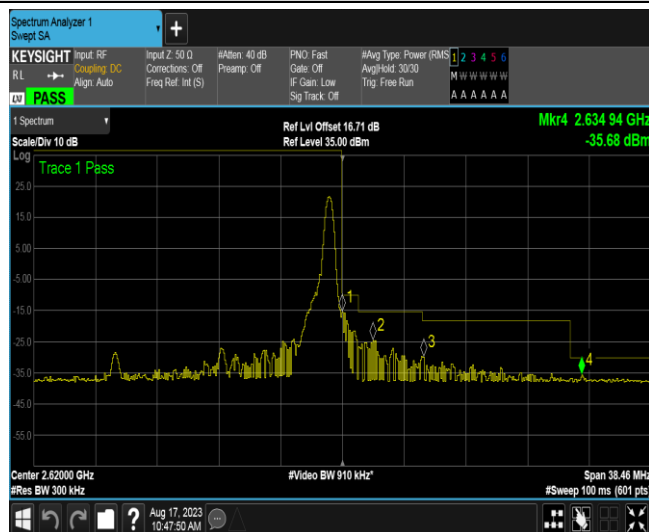 Spectrum Analyzer 1
Swept SA
+
KEYSIGHT
RL
LXI PASS
Input: RF
Coupling: DC
Align: Auto
Input Z: 50 Ω
Corrections: Off
Freq Ref: Int (S)
#Atten: 40 dB
Preamp: Off
PNO: Fast
Gate: Off
IF Gain: Low
Sig Track: Off
#Avg Type: Power (RMS
Avg|Hold: 30/30
Trig: Free Run
1 2 3 4 5 6
M W W W W W
A A A A A A
1 Spectrum
Scale/Div 10 dB
Ref Lvl Offset 16.71 dB
Ref Level 35.00 dBm
Mkr4 2.634 94 GHz
-35.68 dBm
Log
Trace 1 Pass
25.0
15.0
5.00
-5.00
-15.0
-25.0
-35.0
-45.0
-55.0
1
2
3
4
Center 2.62000 GHz
#Res BW 300 kHz
#Video BW 910 kHz*
Span 38.46 MHz
#Sweep 100 ms (601 pts)
?
Aug 17, 2023
10:47:50 AM